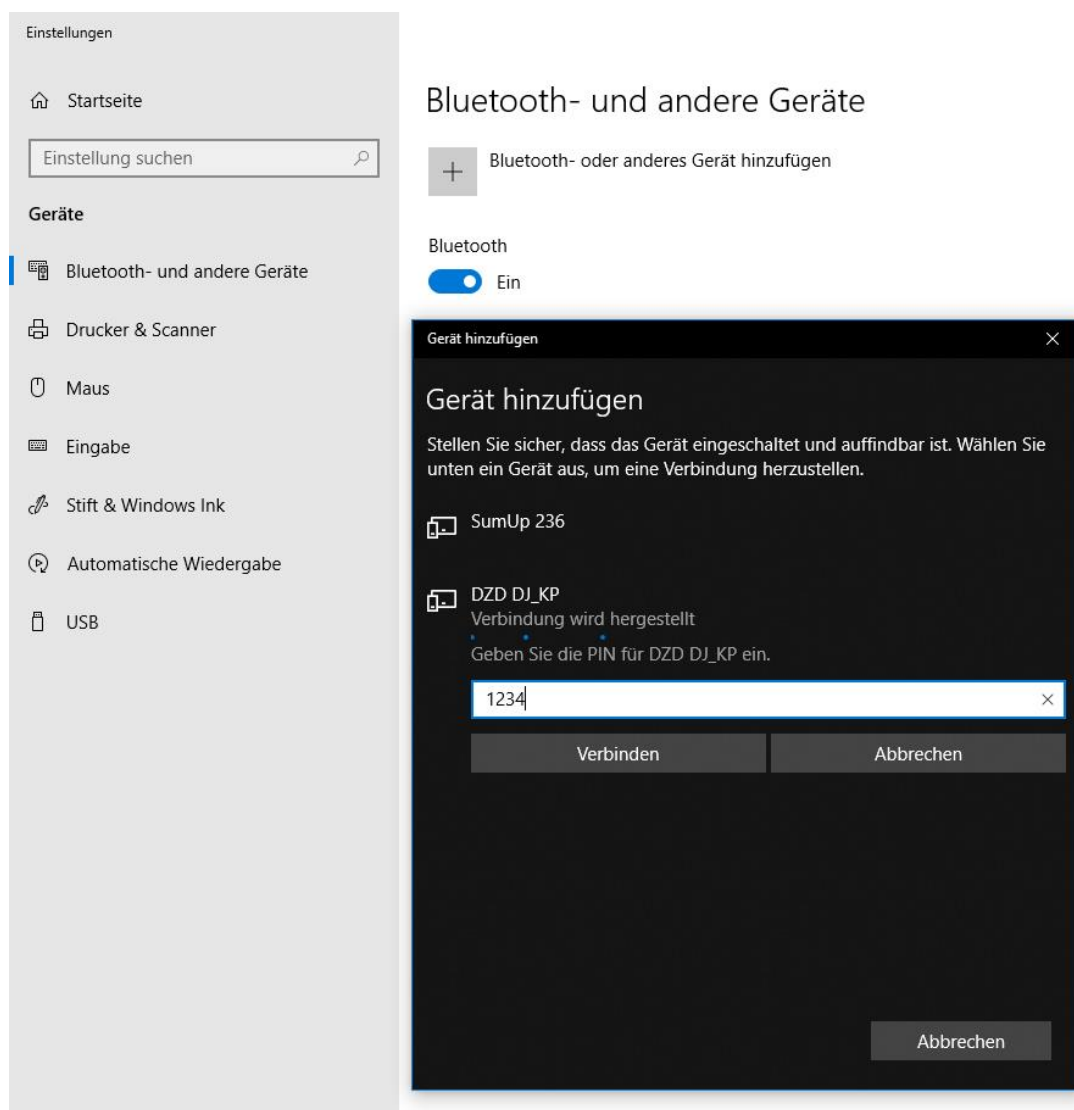 Einstellungen
Startseite
Einstellung suchen
Geräte
Bluetooth- und andere Geräte
Drucker & Scanner
Maus
Eingabe
Stift & Windows Ink
Automatische Wiedergabe
USB
Bluetooth- und andere Geräte
Bluetooth- oder anderes Gerät hinzufügen
Bluetooth
Ein
Gerät hinzufügen
Gerät hinzufügen
Stellen Sie sicher, dass das Gerät eingeschaltet und auffindbar ist. Wählen Sie
unten ein Gerät aus, um eine Verbindung herzustellen.
SumUp 236
DZD DJ_KP
Verbindung wird hergestellt
Geben Sie die PIN für DZD DJ_KP ein.
1234
Verbinden
Abbrechen
Abbrechen